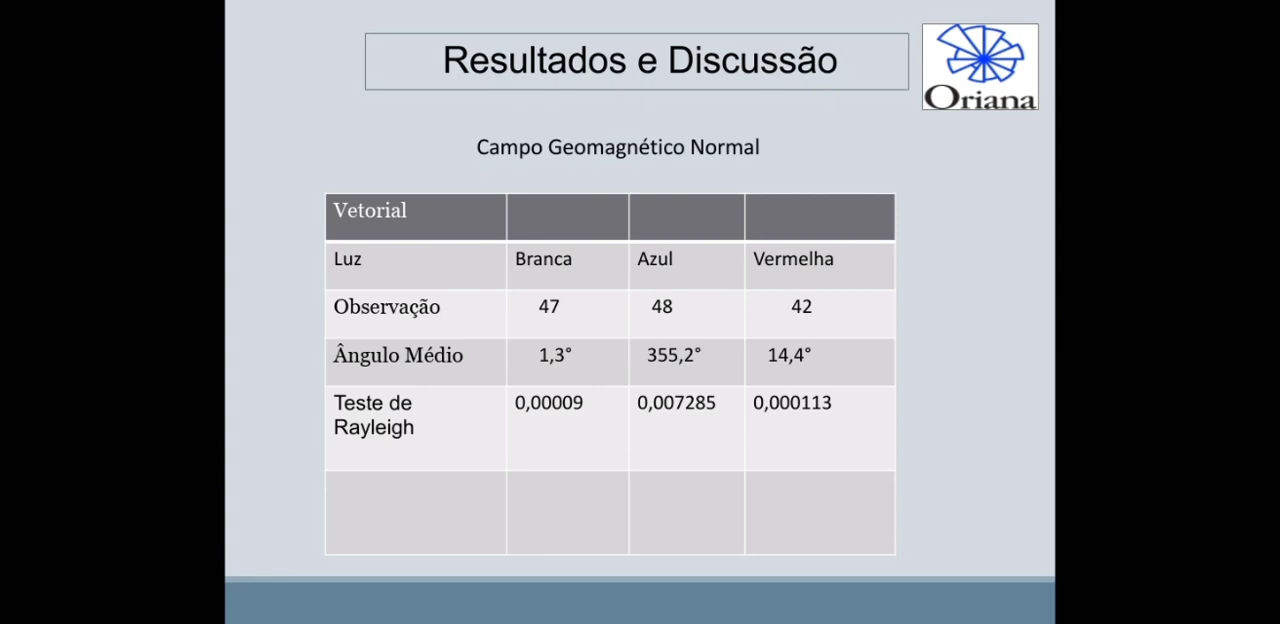 Resultados e Discussão
Oriana
Campo Geomagnético Normal
Vetorial
Luz Branca Azul Vermelha
Observação 47 48 42
Ângulo Médio 1,3° 355,2° 14,4°
Teste de 0,00009 0,007285 0,000113
Rayleigh